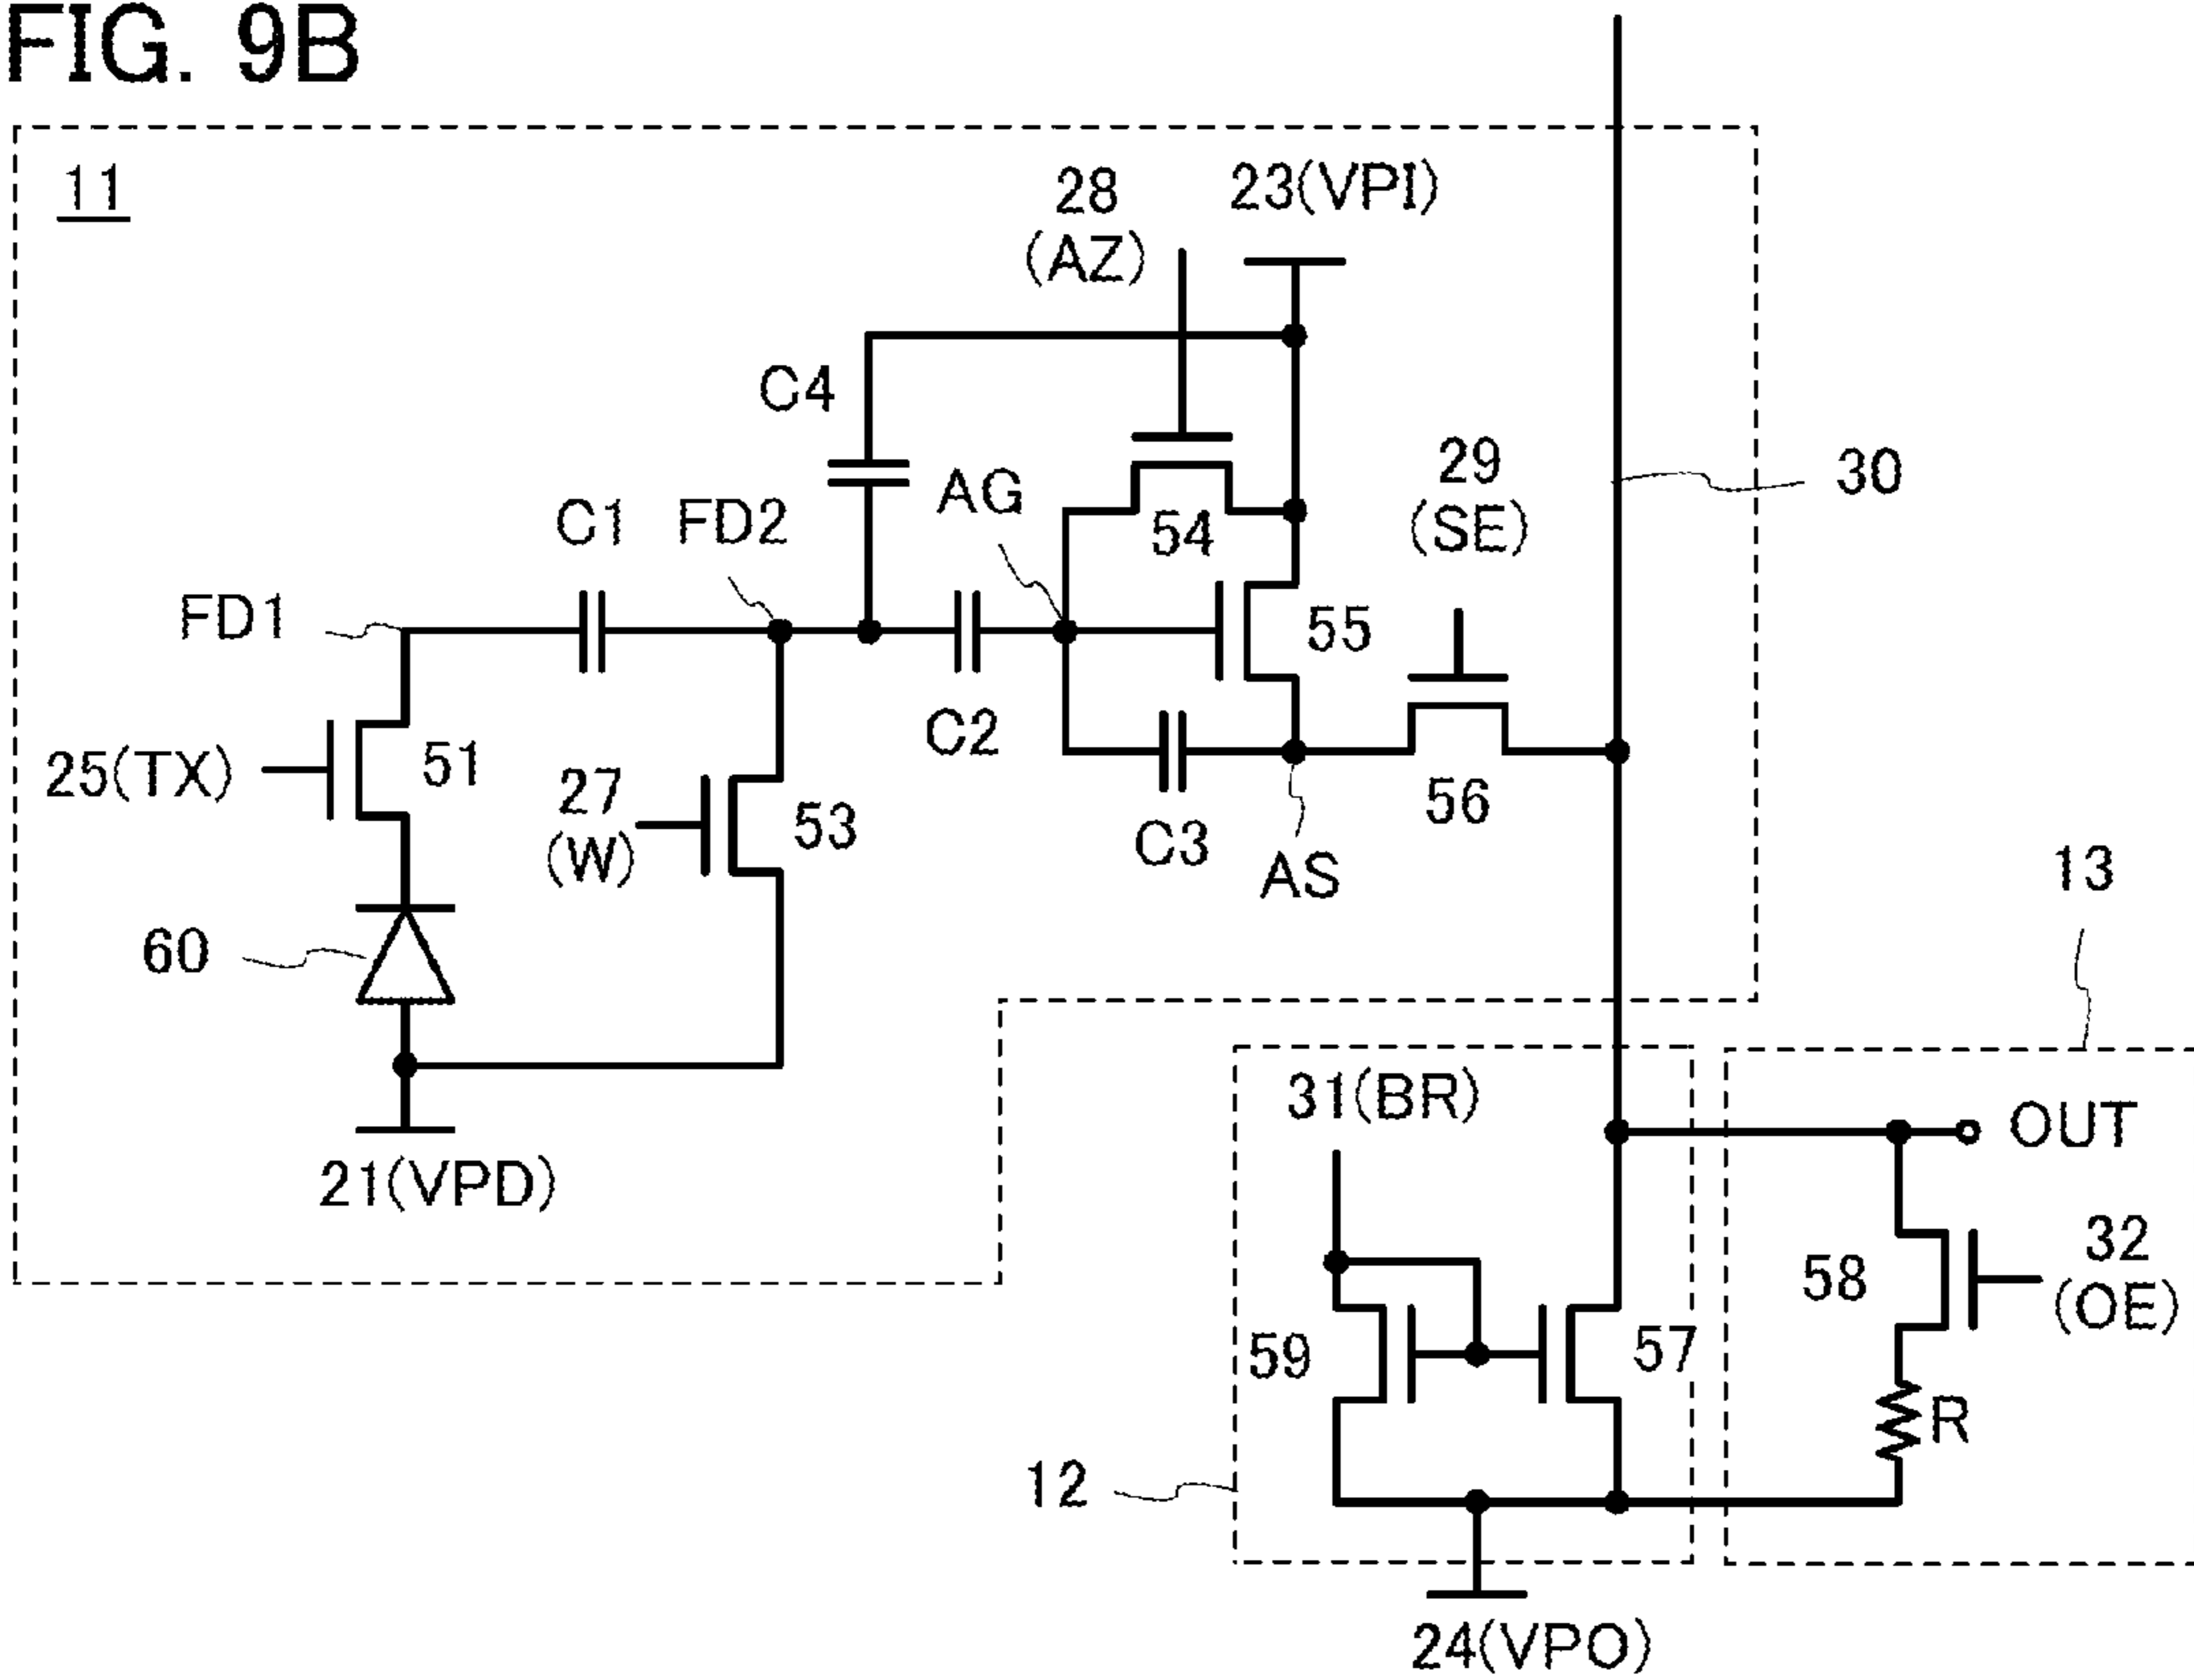 FIG. 9B
11
28
(AZ)
23(VPI)
C4
AG
29
(SE)
30
C1
FD2
54
FD1
55
C2
25(TX)
51
27
(W)
53
56
C3
AS
13
60
31(BR)
OUT
21(VPD)
58
32
(OE)
59
57
R
12
24(VPO)